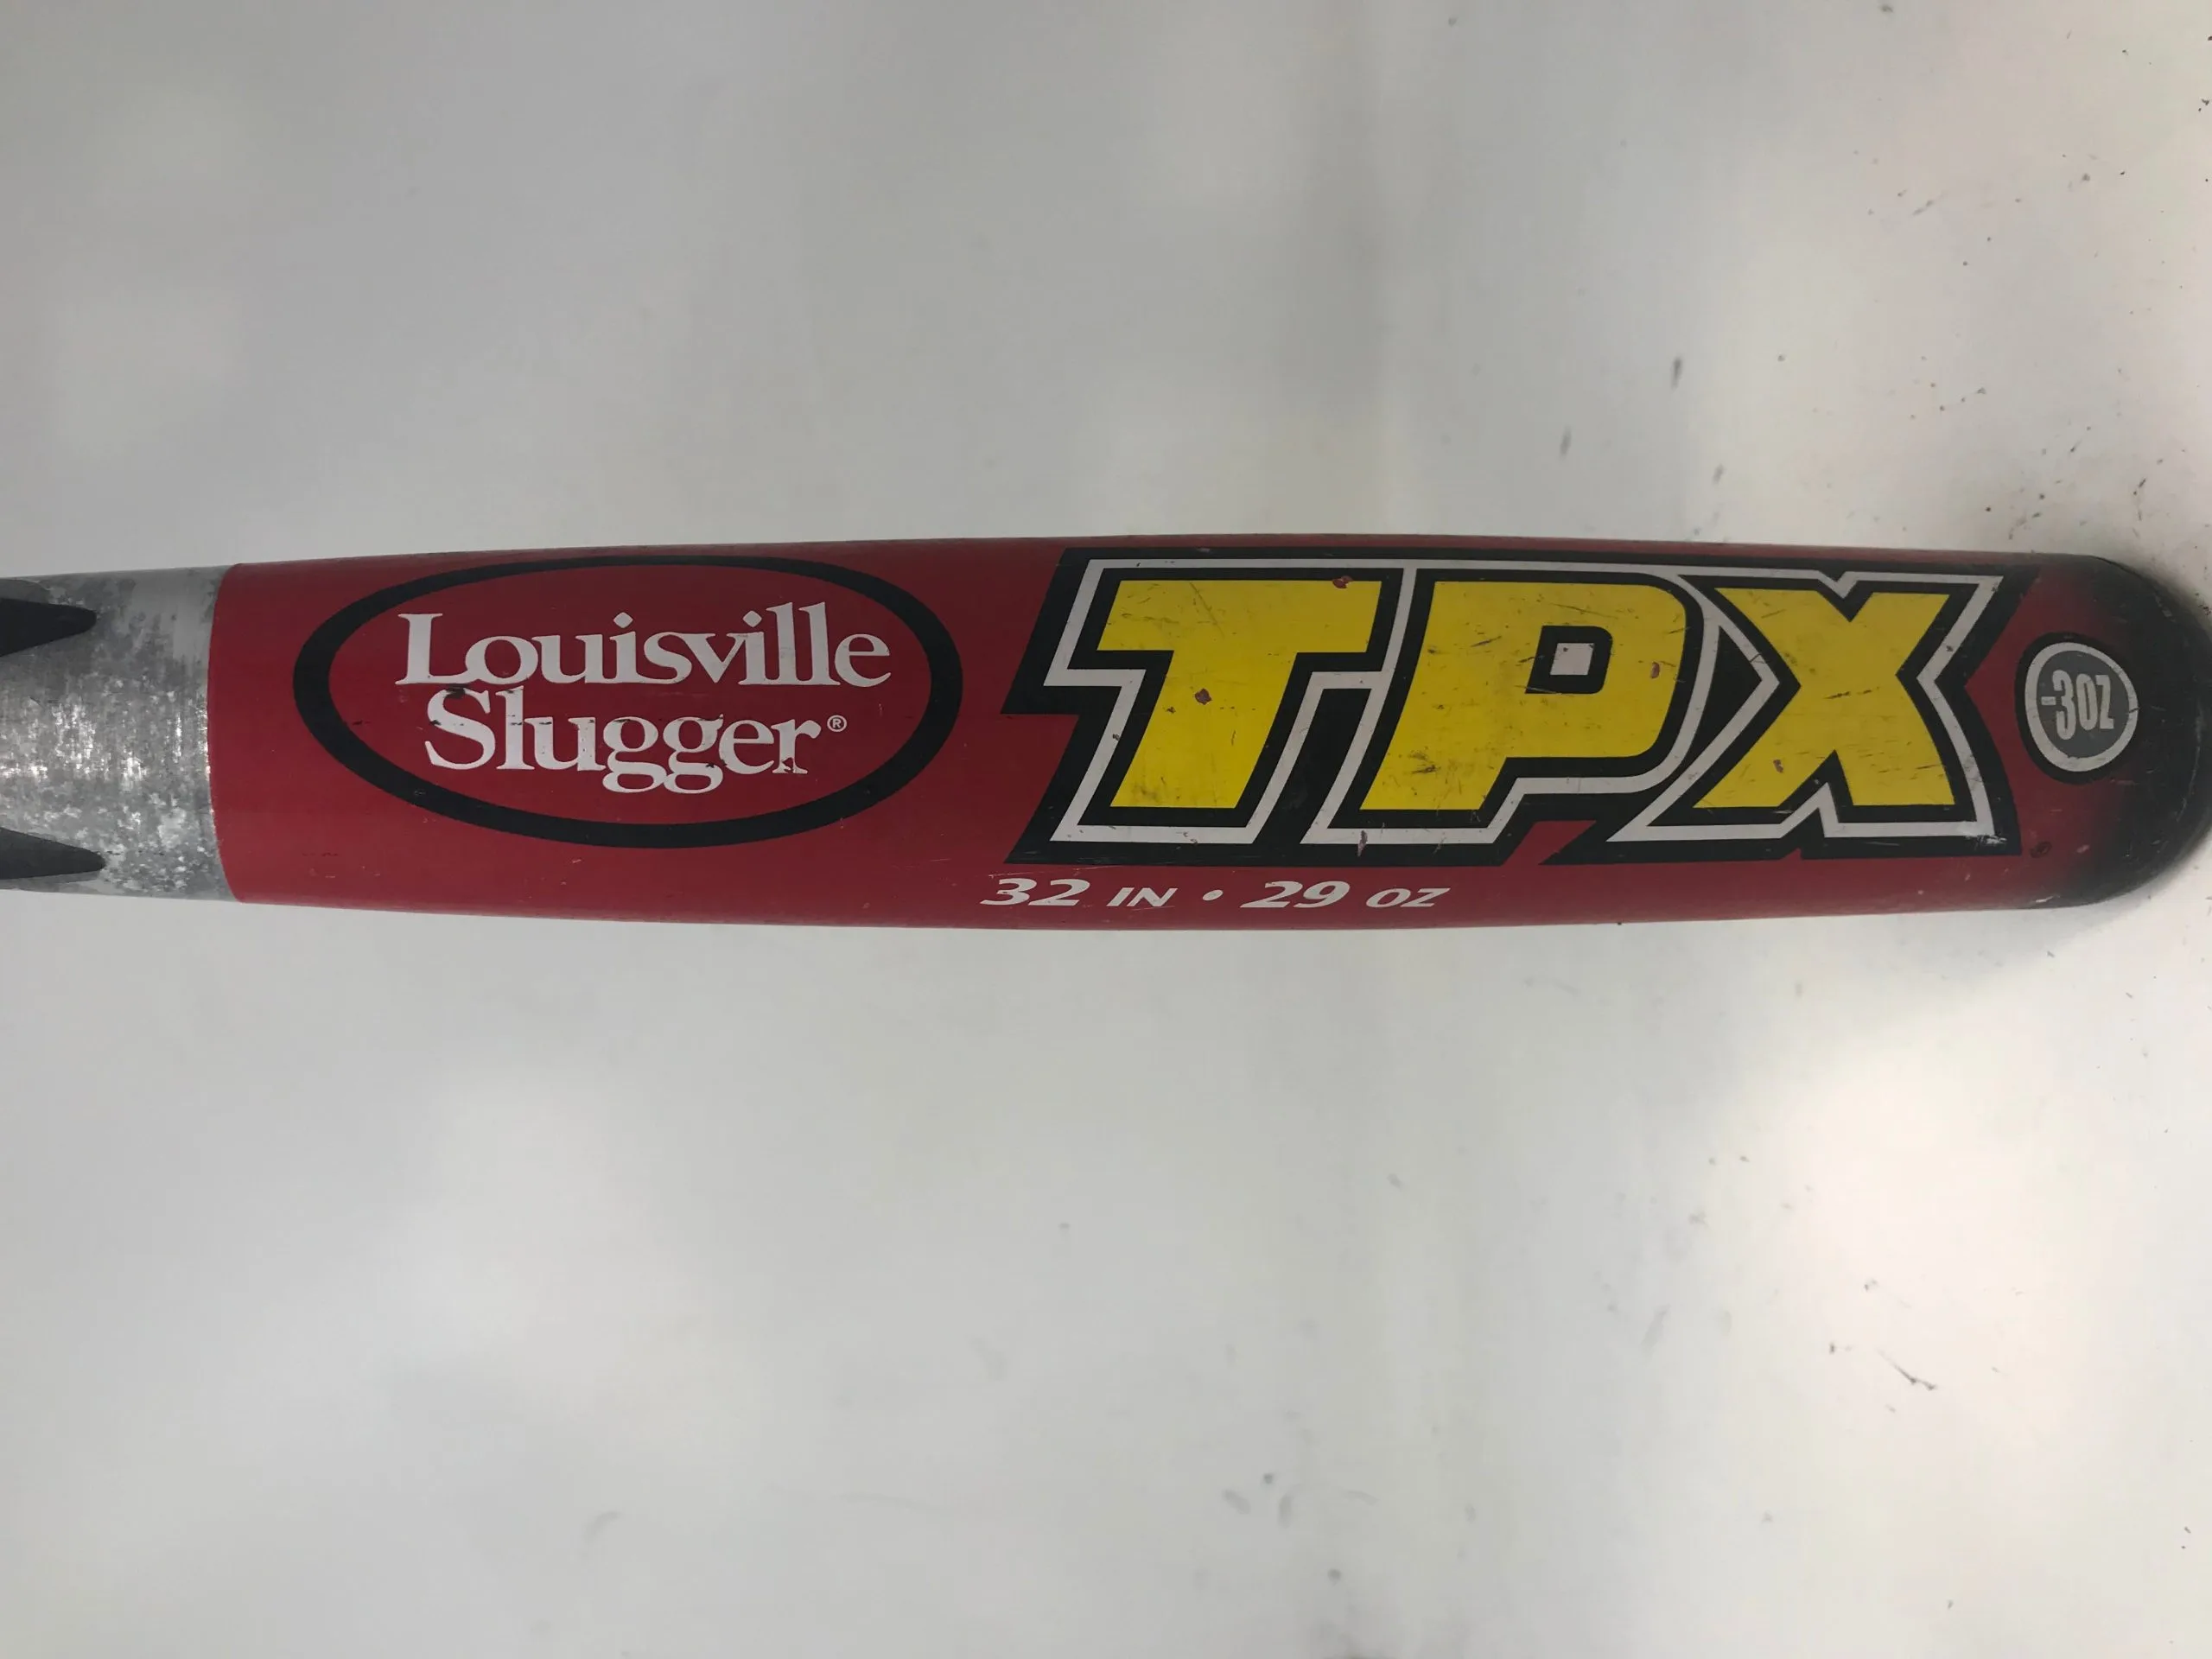 Louisville
Slugger®
TPX®
-3OZ
32 IN • 29 OZ